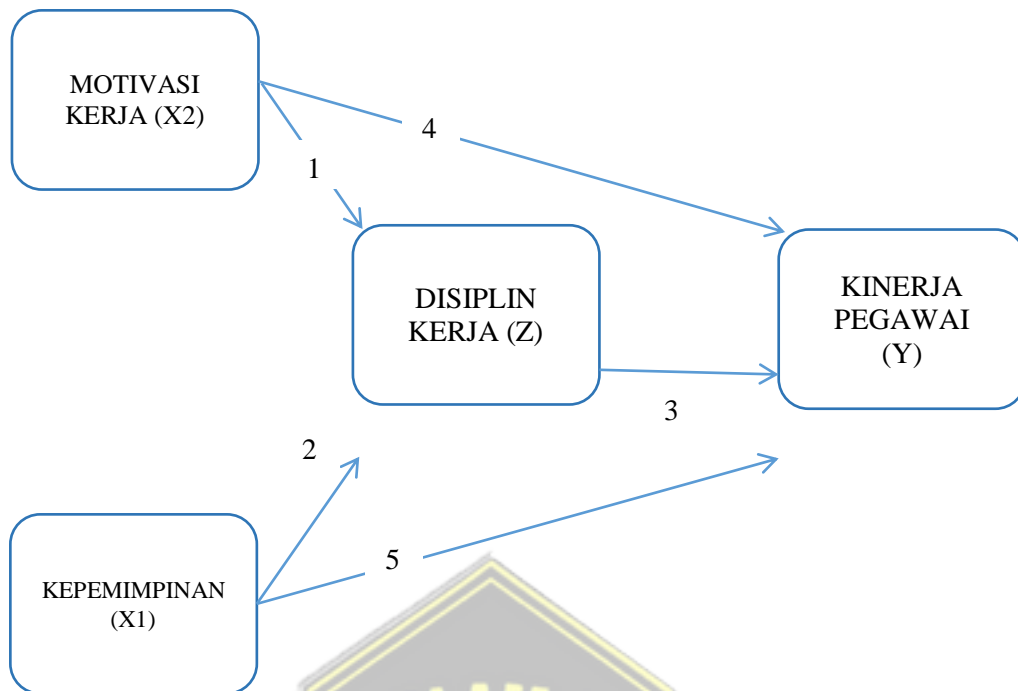 MOTIVASI
KERJA (X2)
4
1
DISIPLIN
KERJA (Z)
KINERJA
PEGAWAI
(Y)
3
2
5
KEPEMIMPINAN
(X1)